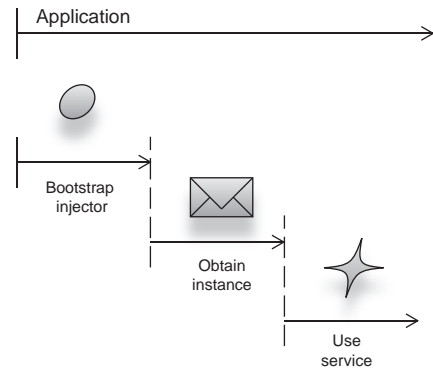 Application
Bootstrap
injector
Obtain
instance
Use
service